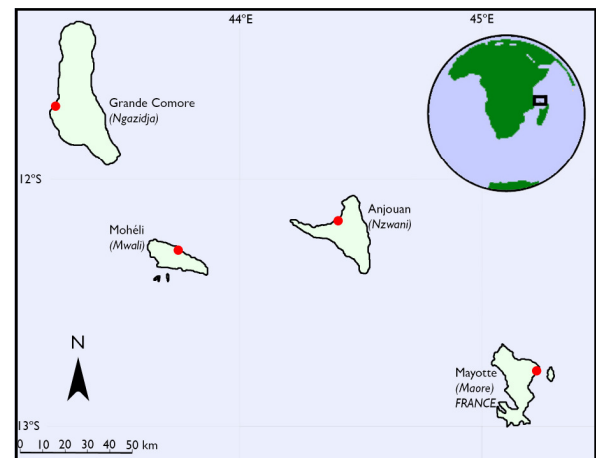 44°E
45°E
Grande Comore
(Ngazidja)
12°S
Anjouan
(Nzwani)
Mohéli
(Mwali)
N
Mayotte
(Maore)
FRANCE
13°S
0 10 20 30 40 50 km